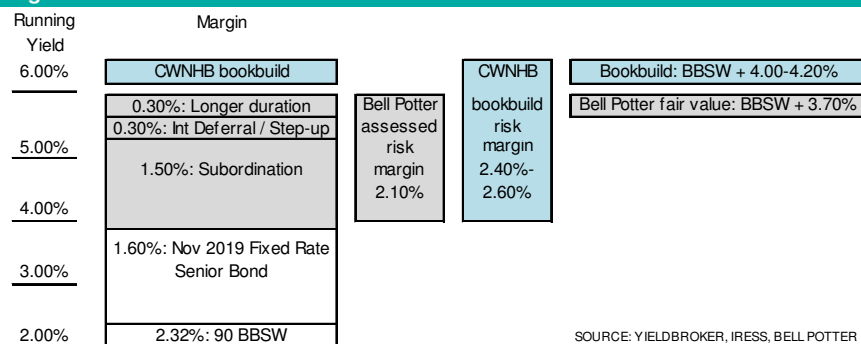 Running
Yield
Margin
6.00%
CWNHB bookbuild
CWNHB
Bookbuild: BBSW + 4.00-4.20%
0.30%: Longer duration
Bell Potter
bookbuild
Bell Potter fair value: BBSW + 3.70%
0.30%: Int Deferral / Step-up
assessed
risk
5.00%
risk
margin
1.50%: Subordination
margin
2.40%-
2.10%
2.60%
4.00%
1.60%: Nov 2019 Fixed Rate
Senior Bond
3.00%
2.00%
2.32%: 90 BBSW
SOURCE: YIELDBROKER, IRESS, BELL POTTER